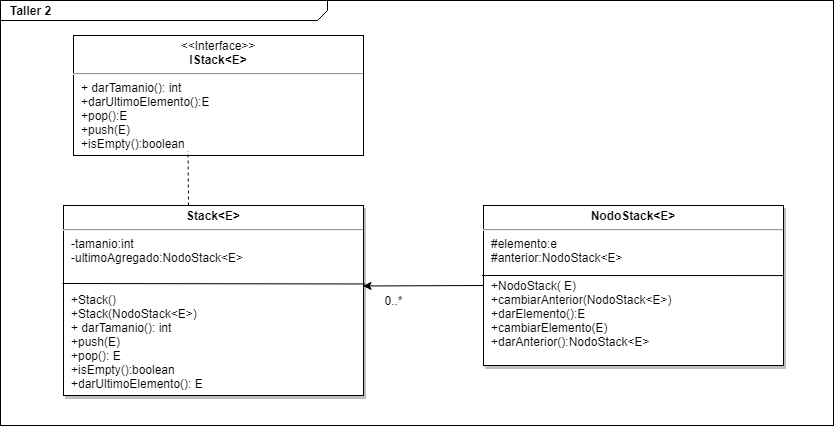 Taller 2
<<Interface>>
IStack<E>
+ darTamanio(): int
+darUltimoElemento():E
+pop():E
+push(E)
+isEmpty():boolean
Stack<E>
-tamanio:int
-ultimoAgregado:NodoStack<E>
+Stack()
+Stack(NodoStack<E>)
+ darTamanio(): int
+push(E)
+pop(): E
+isEmpty():boolean
+darUltimoElemento(): E
0..*
NodoStack<E>
#elemento:e
#anterior:NodoStack<E>
+NodoStack( E)
+cambiarAnterior(NodoStack<E>)
+darElemento():E
+cambiarElemento(E)
+darAnterior():NodoStack<E>